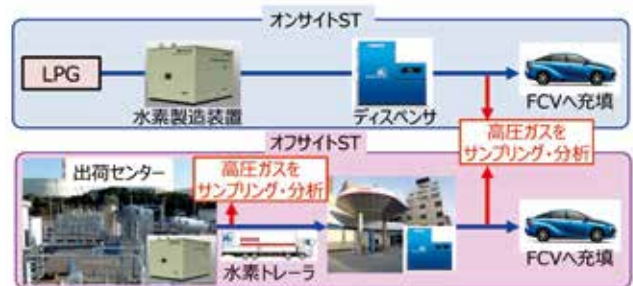 オンサイトST
LPG
水素製造装置
ディスペンサ
FCVへ充填
高圧ガスを
サンプリング・分析
オフサイトST
出荷センター
高圧ガスを
サンプリング・分析
水素トレーラ
FCVへ充填